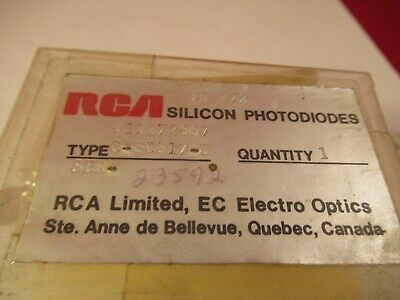 RCA
SILICON PHOTODIODES
TYPE
QUANTITY 1
23592
RCA Limited, EC Electro Optics
Ste. Anne de Bellevue, Quebec, Canada